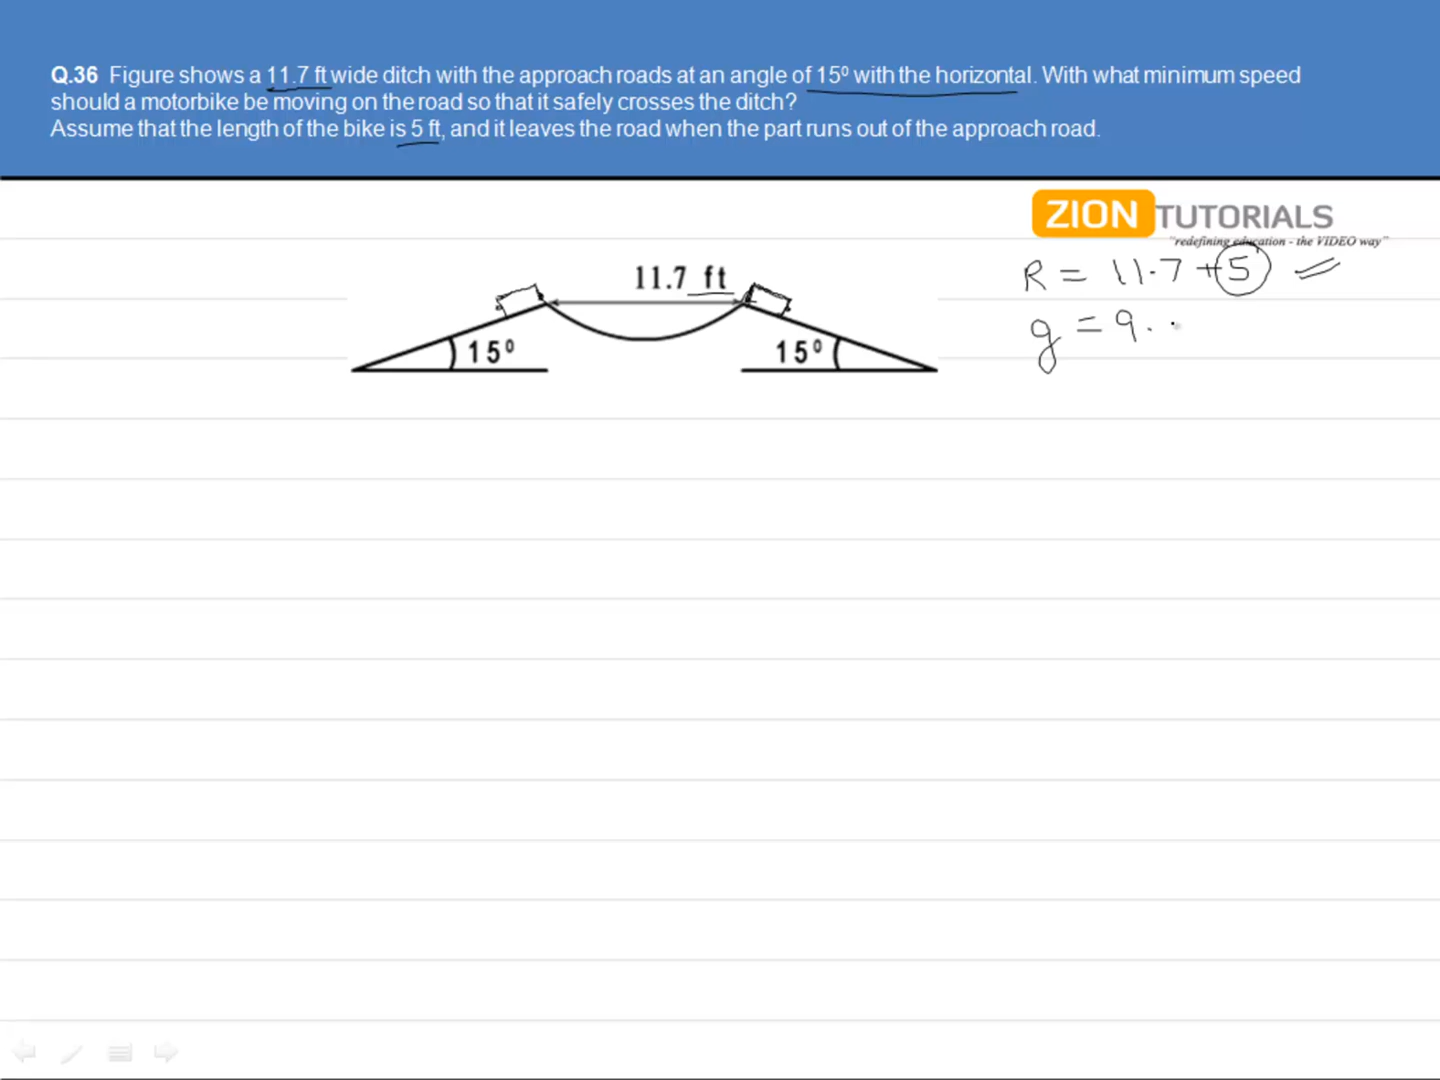 Q.36 Figure shows a 11.7 ft wide ditch with the approach roads at an angle of 15⁰ with the horizontal. With what minimum speed
should a motorbike be moving on the road so that it safely crosses the ditch?
Assume that the length of the bike is 5 ft, and it leaves the road when the part runs out of the approach road.
ZION TUTORIALS
"redefining education - the VIDEO way"
R = 11.7 + 5
g = 9.
11.7 ft
15⁰ 15⁰